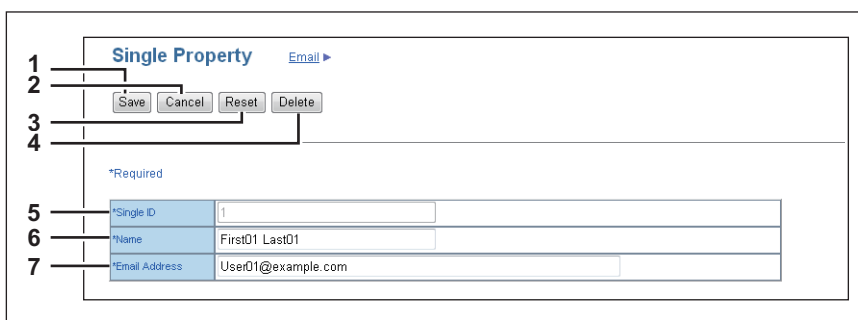 Single Property Email ►
1
2
Save Cancel Reset Delete
3
4
*Required
5 *Single ID 1
6 *Name First01 Last01
7 *Email Address User01@example.com